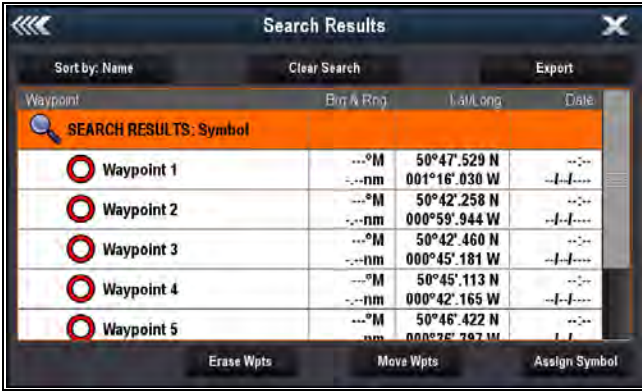 Search Results
Sort by: Name Clear Search Export
Waypoint Brg & Rng Lat/Long Date
SEARCH RESULTS: Symbol
Waypoint 1 ---°M 50°47'.529 N --:--
-.--nm 001°16'.030 W --/--/----
Waypoint 2 ---°M 50°42'.258 N --:--
-.--nm 000°59'.944 W --/--/----
Waypoint 3 ---°M 50°42'.460 N --:--
-.--nm 000°45'.181 W --/--/----
Waypoint 4 ---°M 50°45'.113 N --:--
-.--nm 000°42'.165 W --/--/----
Waypoint 5 ---°M 50°46'.422 N --:--
Erase Wpts Move Wpts Assign Symbol